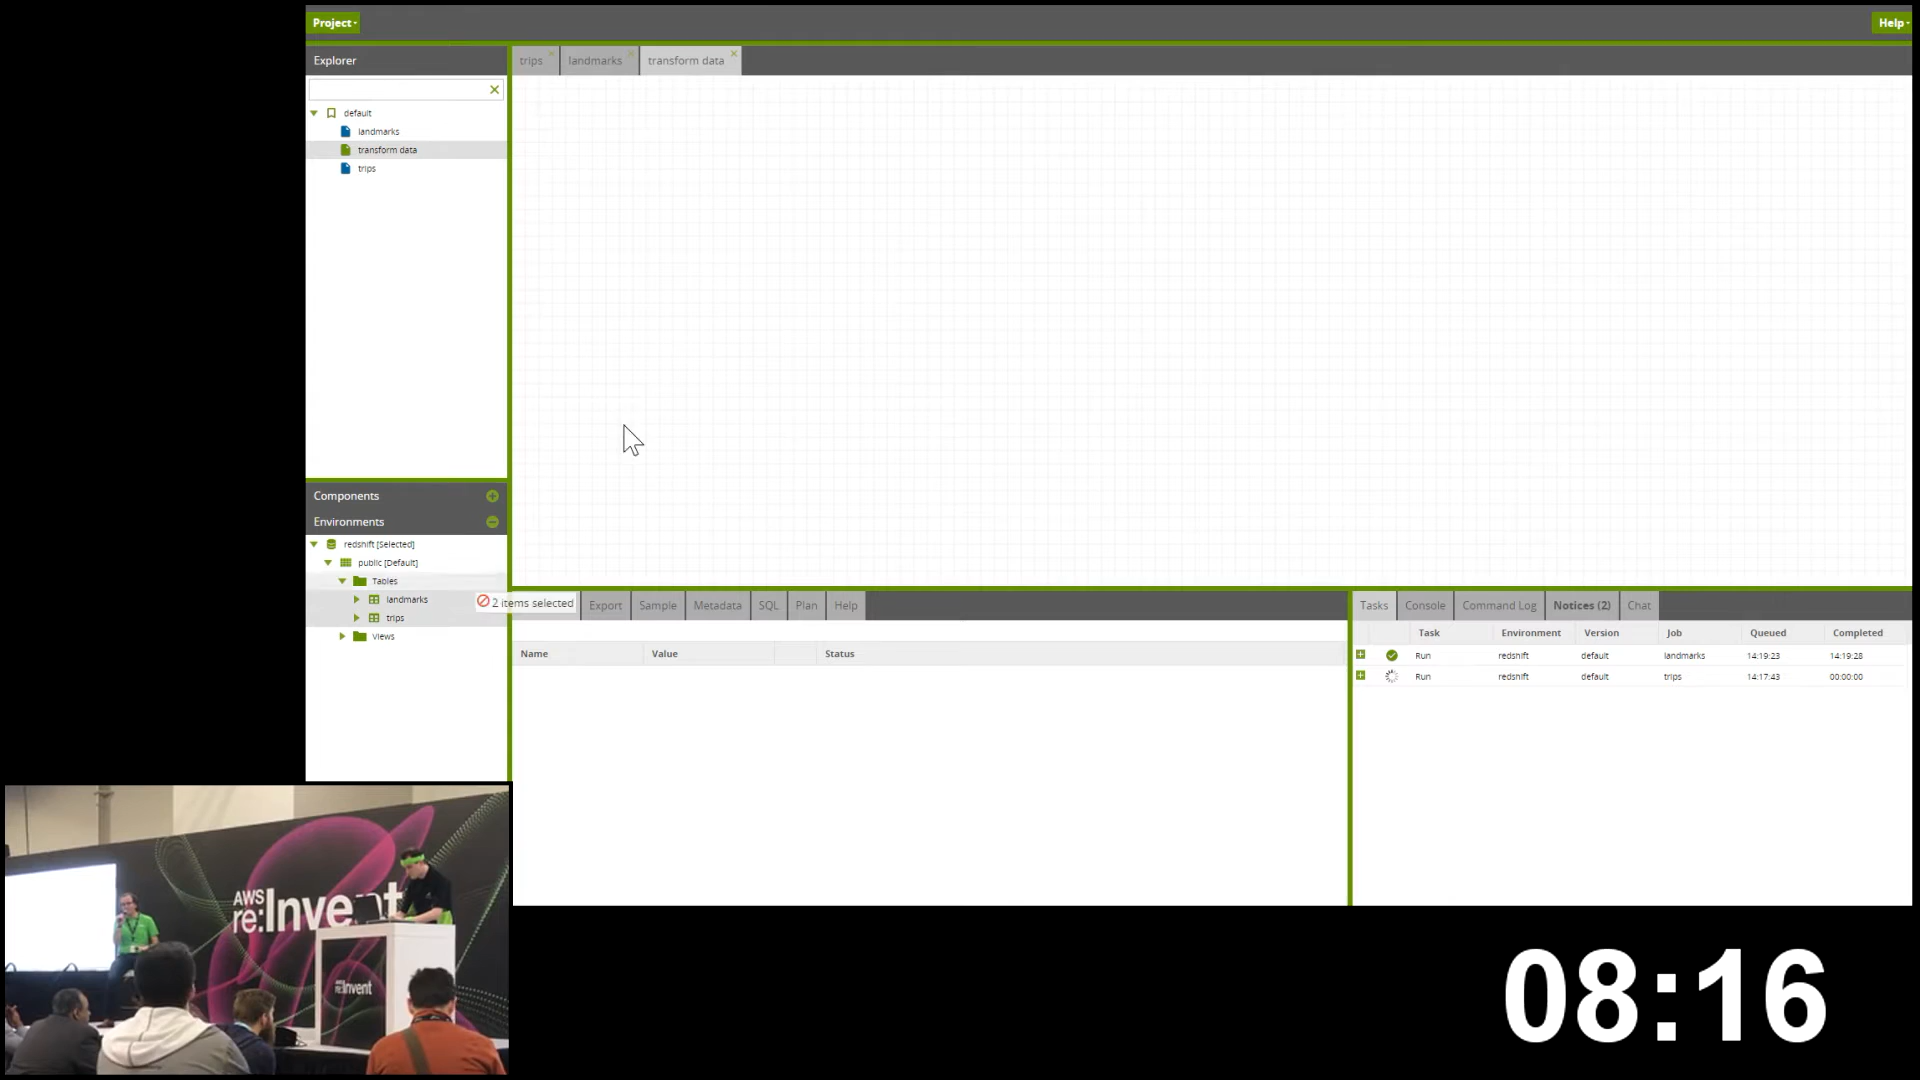 Project
Help
Explorer
trips
landmarks
transform data
default
landmarks
transform data
trips
Components
Environments
redshift [Selected]
public [Default]
Tables
landmarks
trips
Views
2 items selected
Export
Sample
Metadata
SQL
Plan
Help
Name
Value
Status
Tasks
Console
Command Log
Notices (2)
Chat
Task Environment Version Job Queued Completed
Run redshift default landmarks 14:19:23 14:19:28
Run redshift default trips 14:17:43 00:00:00
AWS
re:Invent
re:Invent
08:16